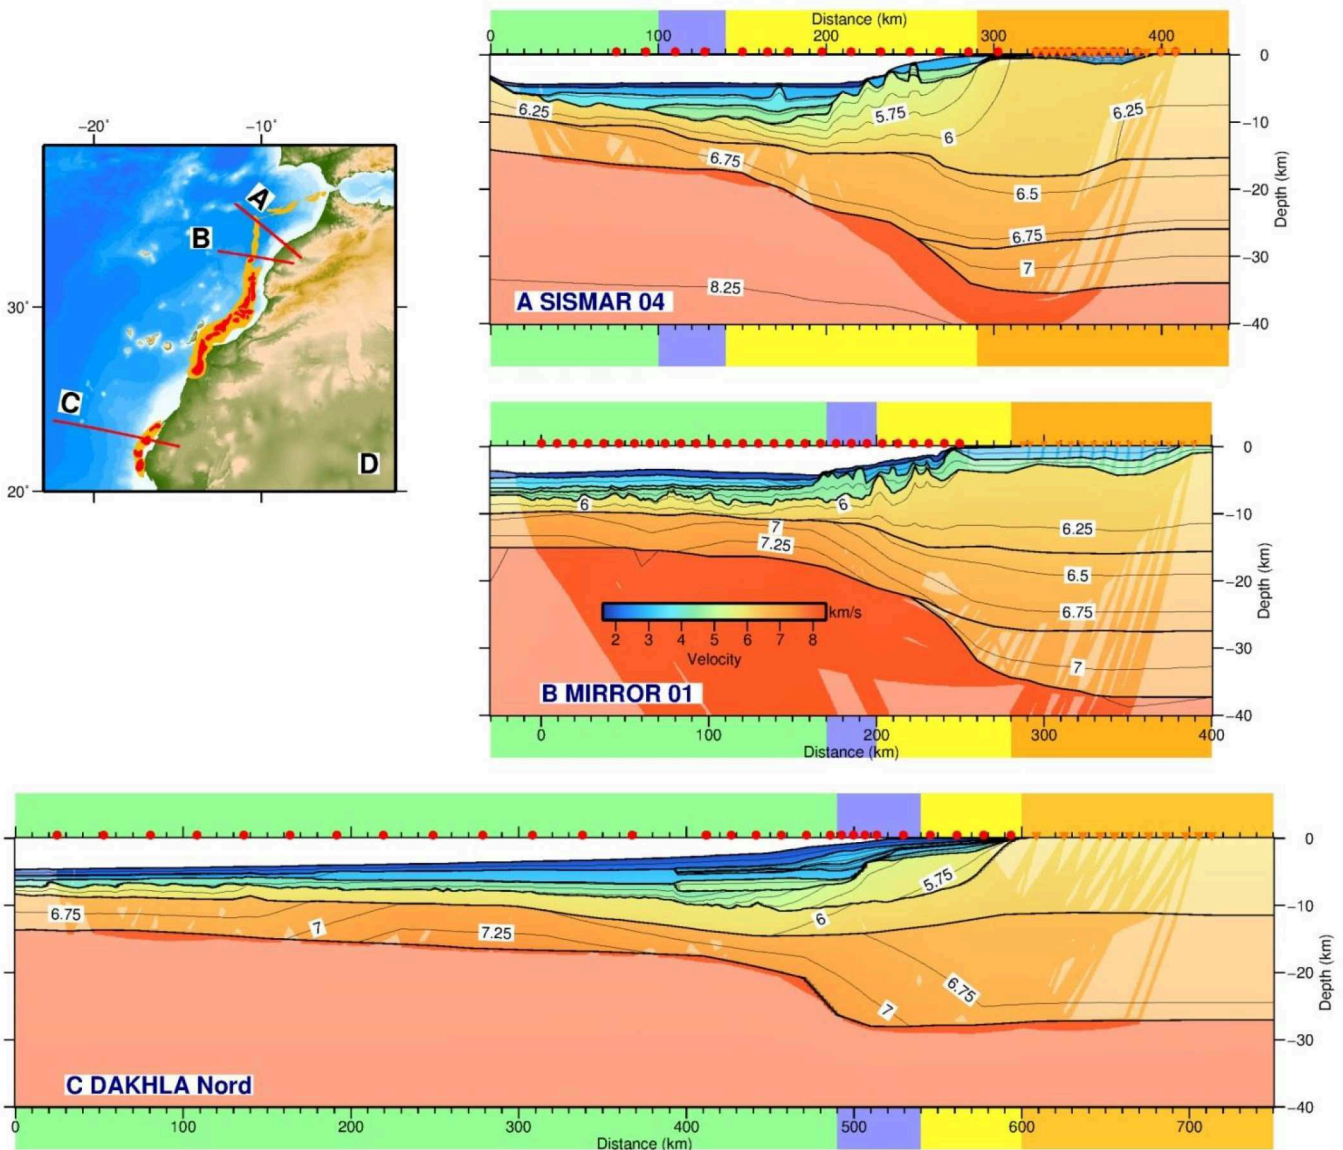 Distance (km)
0 100 200 300 400
0
−10
−20
−30
−40
Depth (km)
6.25
5.75
6
6.25
6.75
6.5
6.75
7
8.25
A SISMAR 04
−20˚ −10˚
30˚
20˚
A
B
C
D
0
−10
−20
−30
−40
Depth (km)
6
6
6.25
7
7.25
6.5
6.75
7
km/s
2 3 4 5 6 7 8
Velocity
B MIRROR 01
0 100 200 300 400
Distance (km)
0
−10
−20
−30
−40
Depth (km)
5.75
6
6.75
7
7.25
6.75
7
C DAKHLA Nord
0 100 200 300 400 500 600 700
Distance (km)